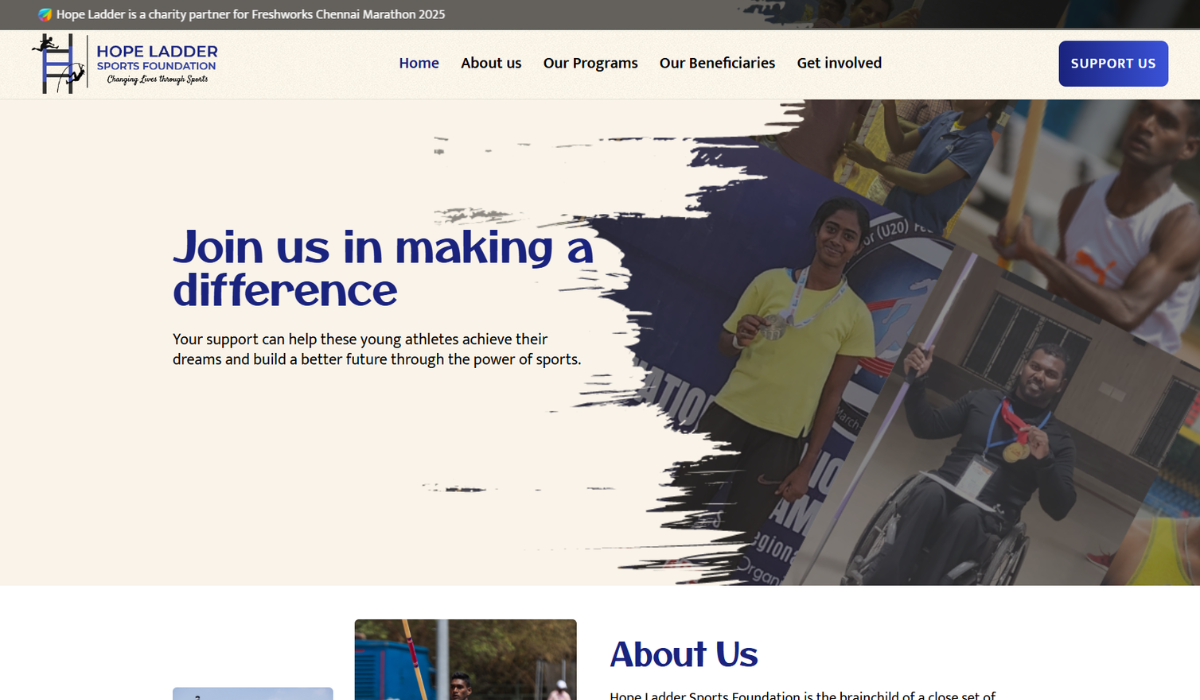 Hope Ladder is a charity partner for Freshworks Chennai Marathon 2025
HOPE LADDER
SPORTS FOUNDATION
Changing Lives through Sports
Home
About us
Our Programs
Our Beneficiaries
Get involved
SUPPORT US
Join us in making a
difference
Your support can help these young athletes achieve their
dreams and build a better future through the power of sports.
or (U20)
March
About Us
Hope Ladder Sports Foundation is the brainchild of a close set of